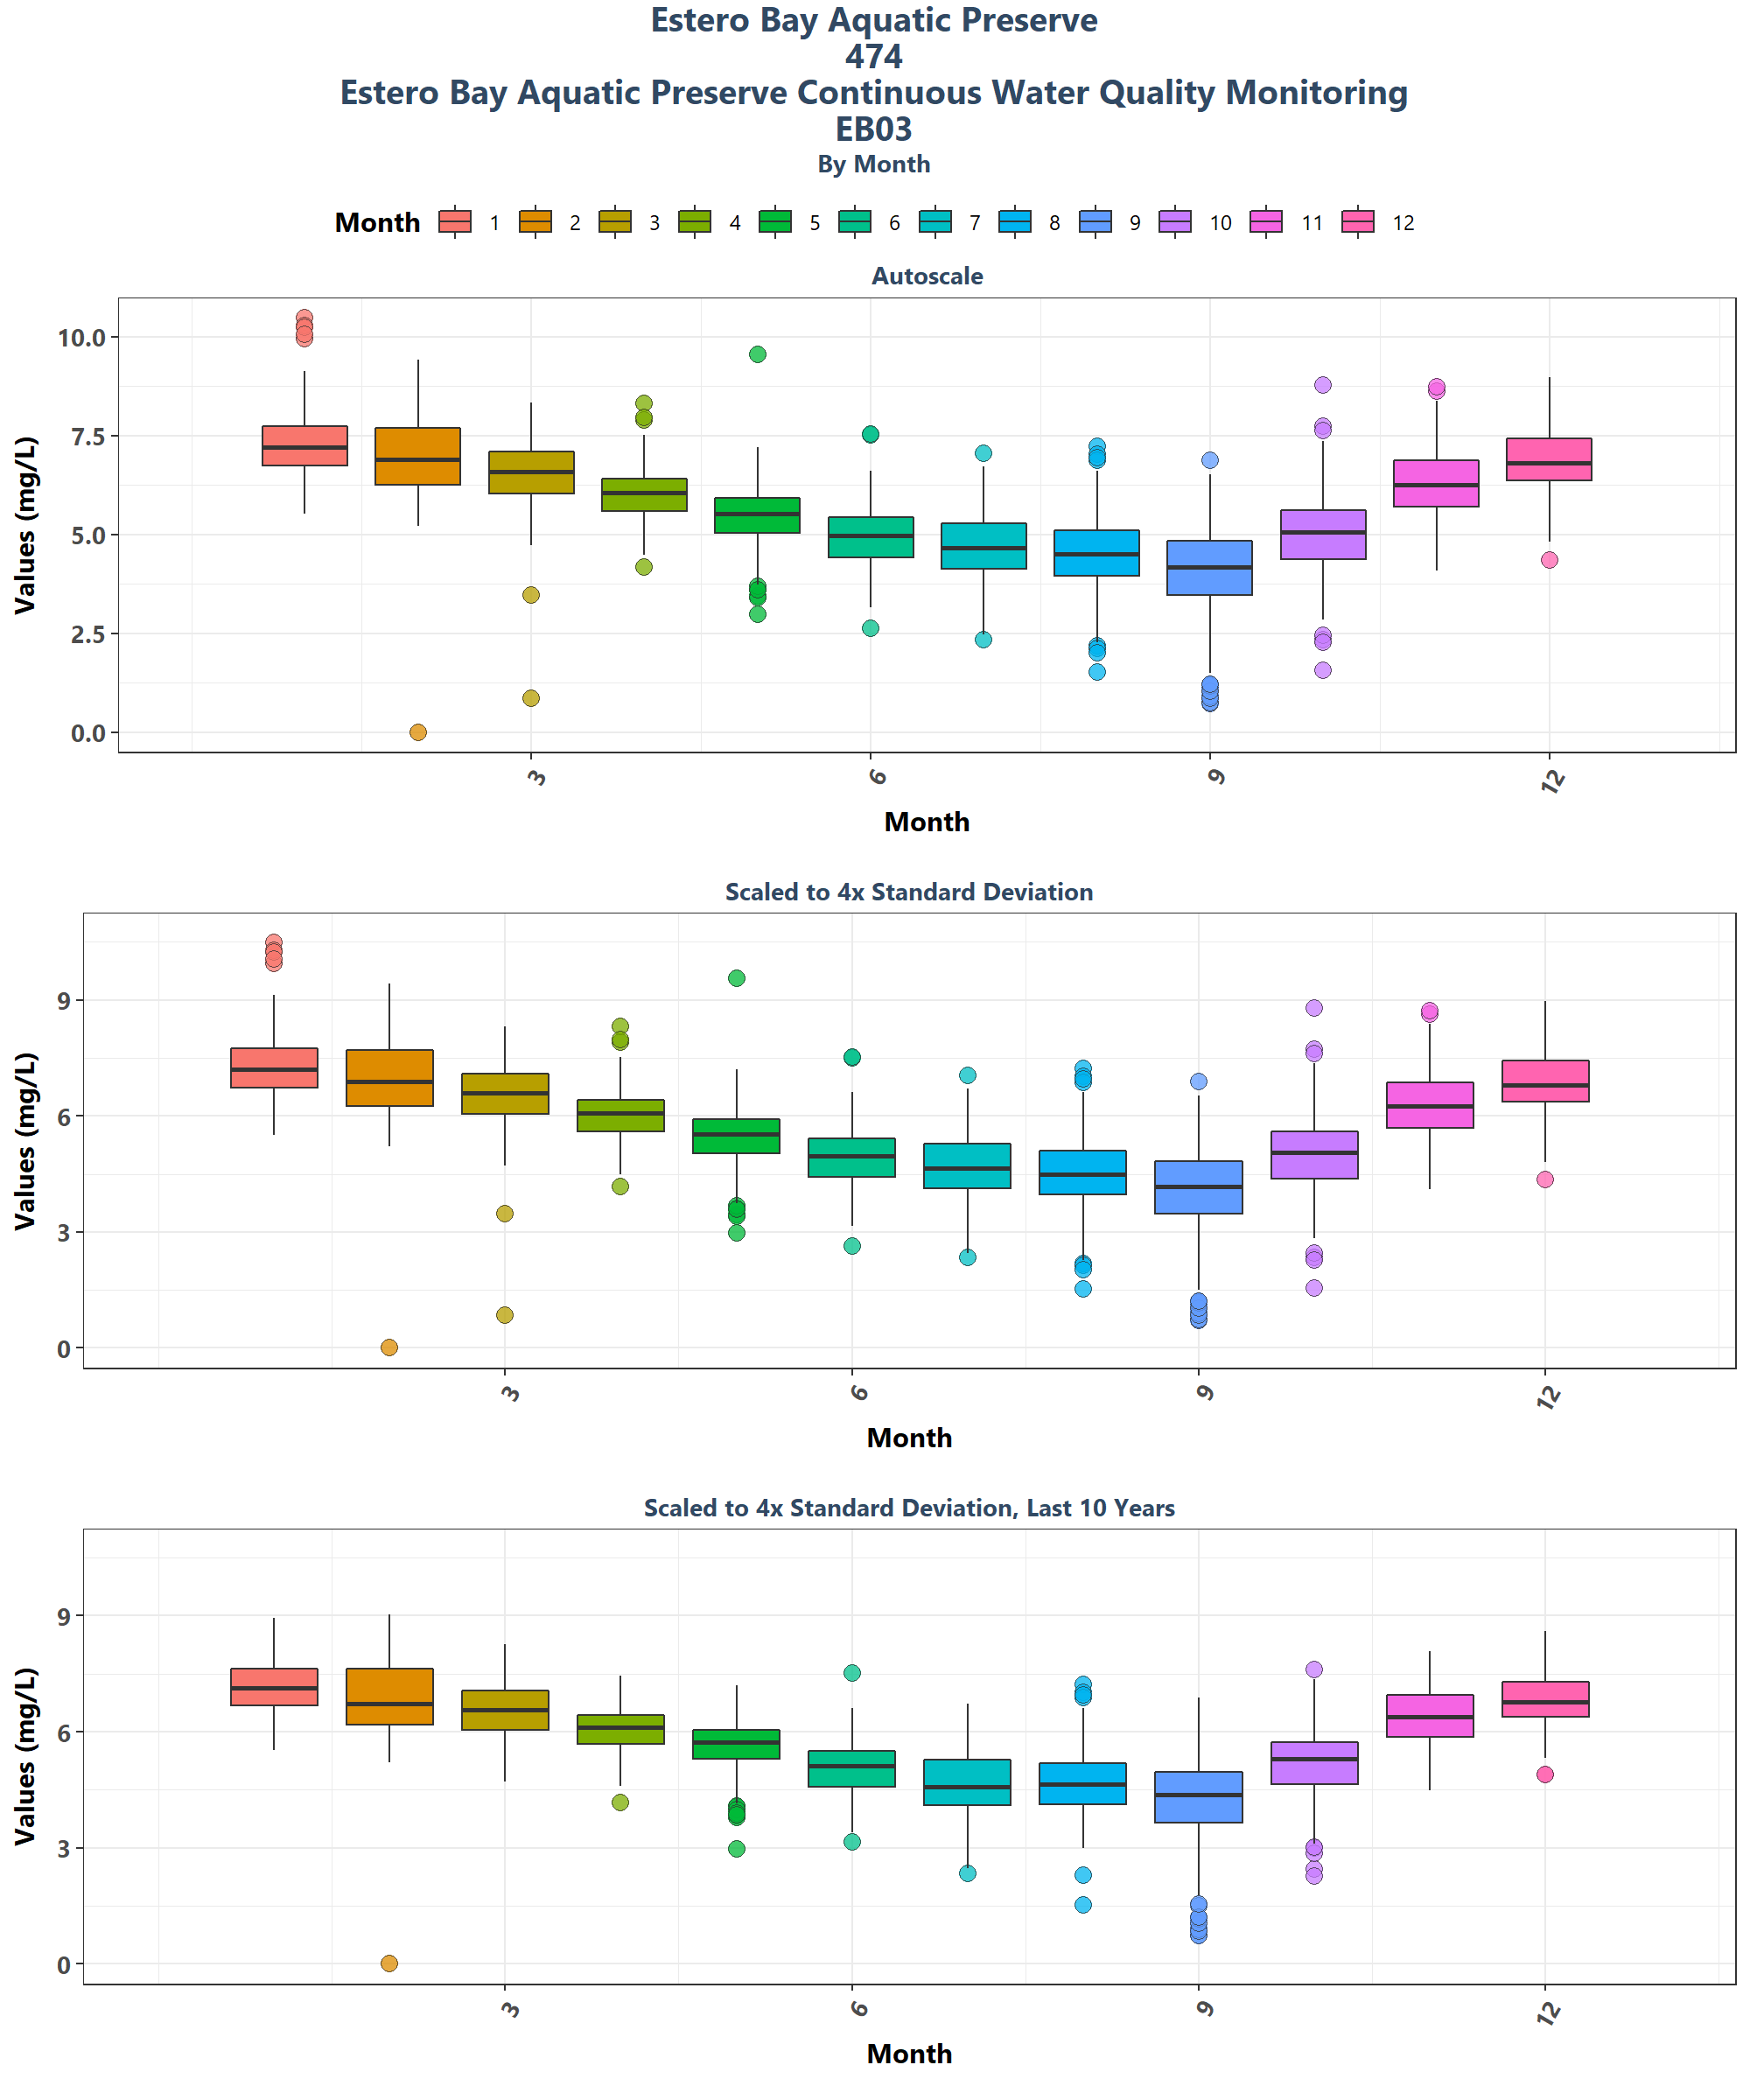 Estero Bay Aquatic Preserve
474
Estero Bay Aquatic Preserve Continuous Water Quality Monitoring
EB03
By Month
Month 1 2 3 4 5 6 7 8 9 10 11 12
Autoscale
Values (mg/L)
10.0
7.5
5.0
2.5
0.0
3 6 9 12
Month
Scaled to 4x Standard Deviation
Values (mg/L)
9
6
3
0
3 6 9 12
Month
Scaled to 4x Standard Deviation, Last 10 Years
Values (mg/L)
9
6
3
0
3 6 9 12
Month